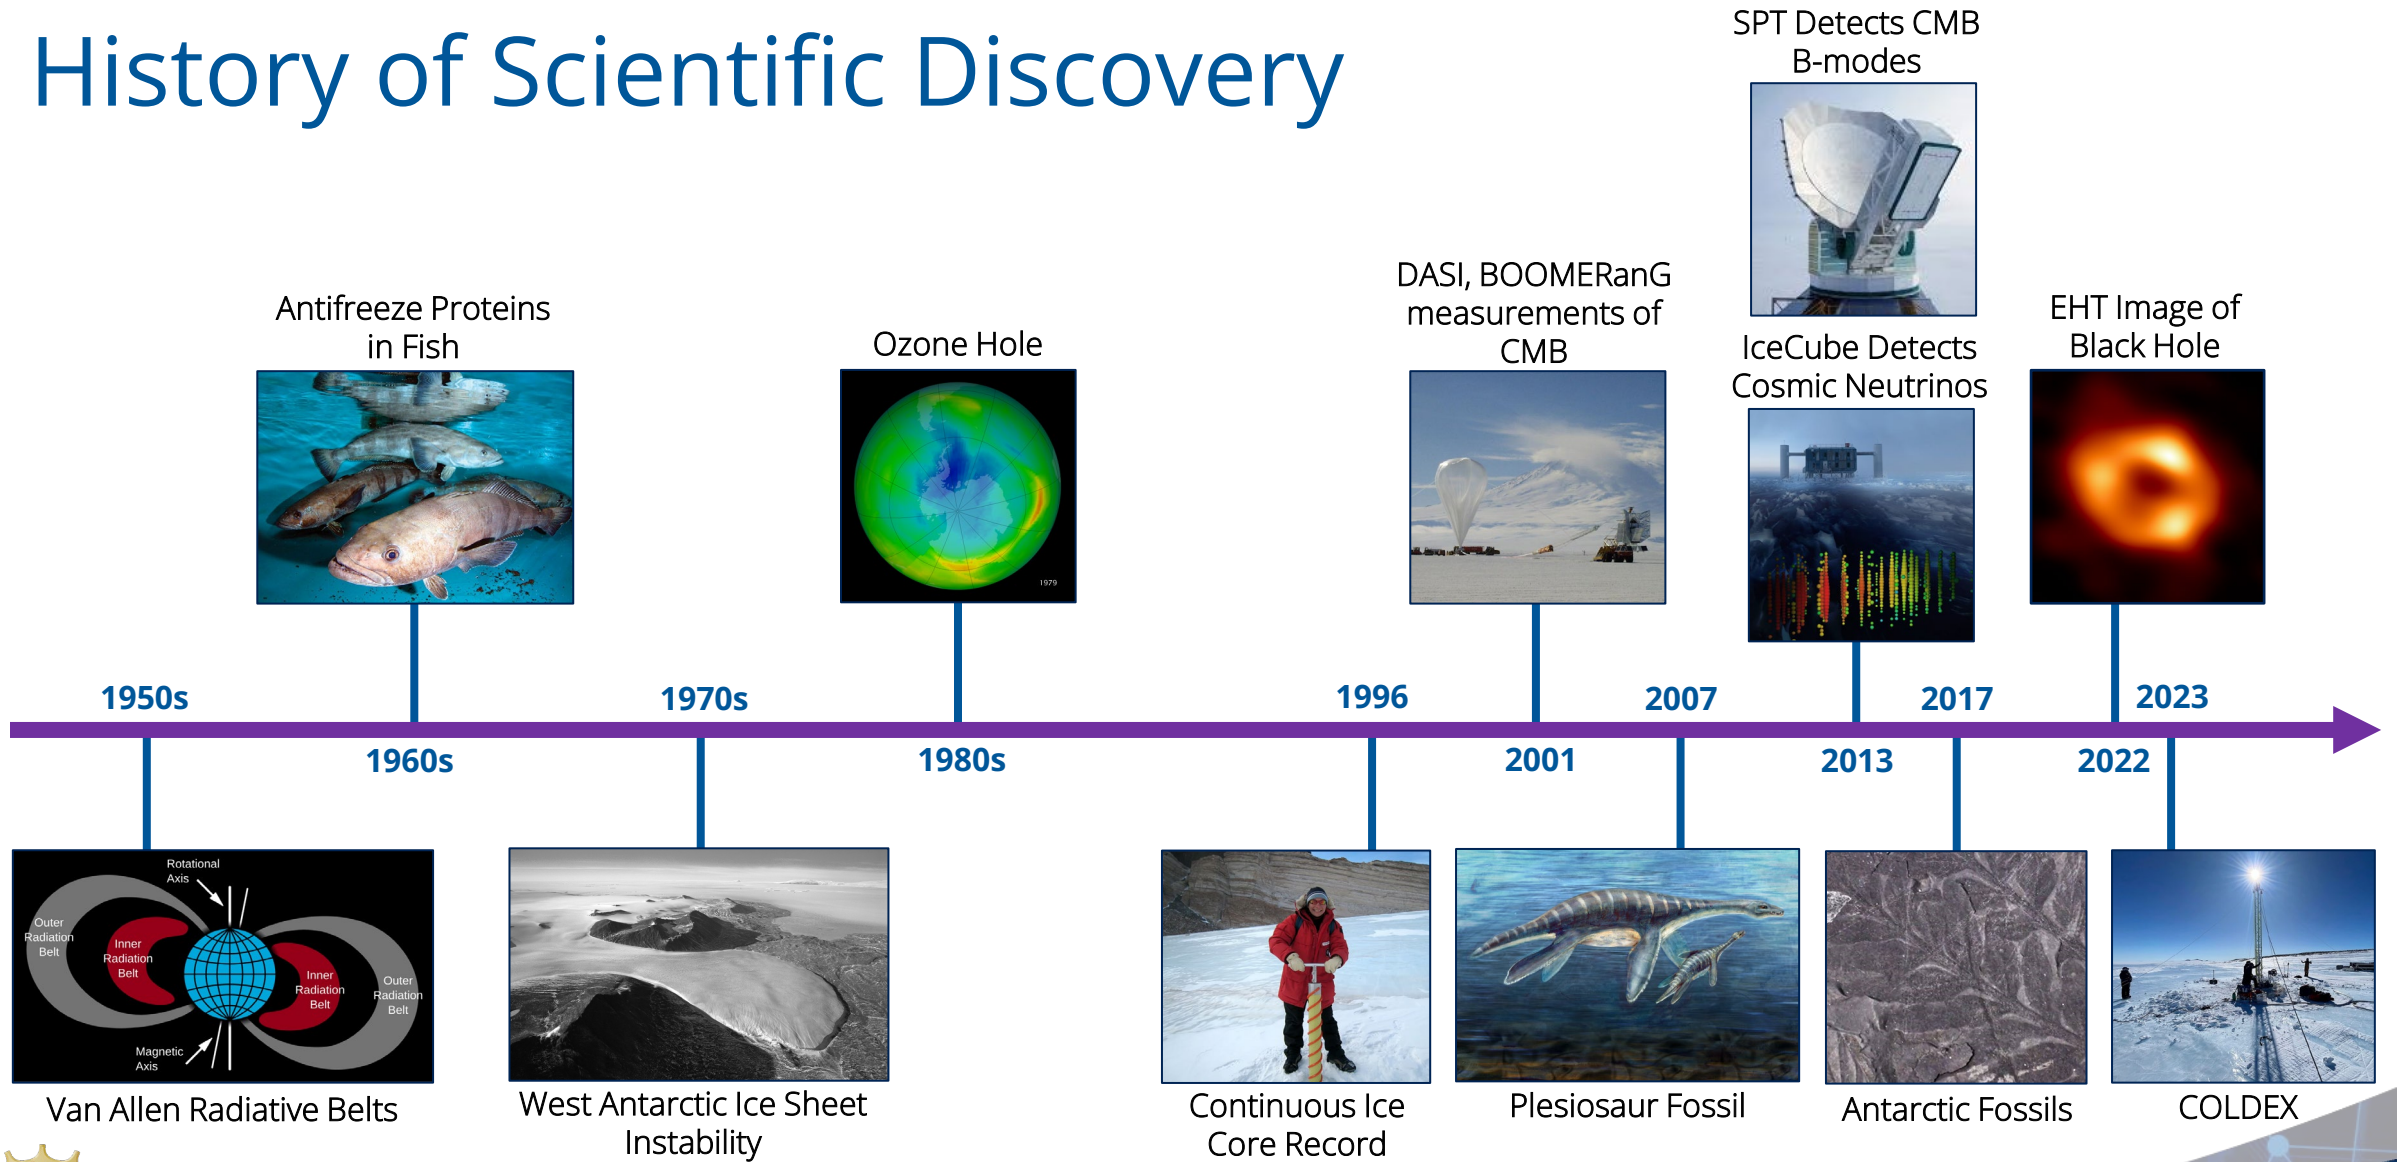 History of Scientific Discovery
SPT Detects CMB
B-modes
Antifreeze Proteins
in Fish
Ozone Hole
1979
DASI, BOOMERanG
measurements of
CMB
IceCube Detects
Cosmic Neutrinos
EHT Image of
Black Hole
1950s
1960s
1970s
1980s
1996
2001
2007
2013
2017
2022
2023
Rotational
Axis
Outer
Radiation
Belt
Inner
Radiation
Belt
Inner
Radiation
Belt
Outer
Radiation
Belt
Magnetic
Axis
Van Allen Radiative Belts
West Antarctic Ice Sheet
Instability
Continuous Ice
Core Record
Plesiosaur Fossil
Antarctic Fossils
COLDEX